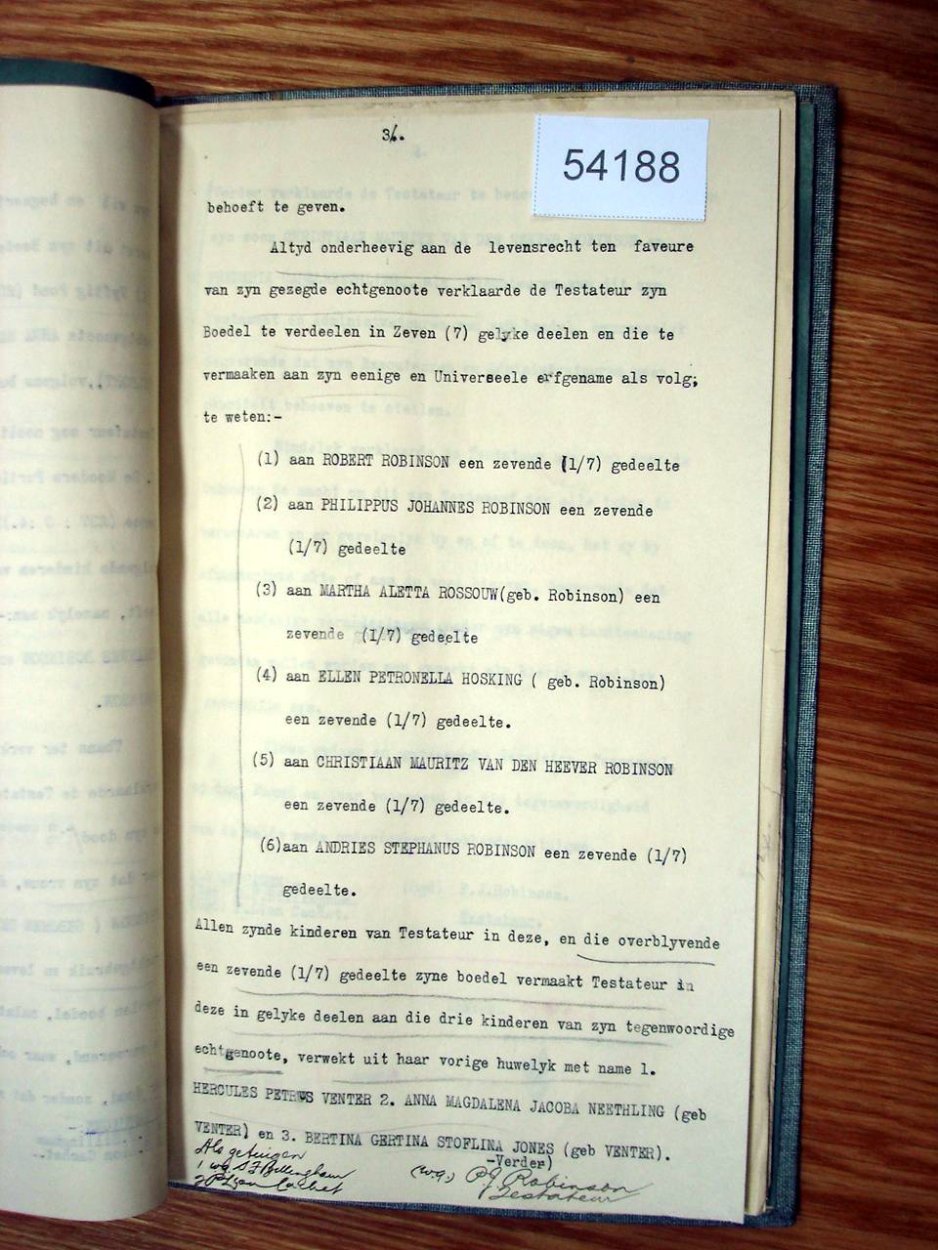 3.
54188
behoeft te geven.
Altyd onderheevig aan de levensrecht ten faveure
van zyn gezegde echtgenoote verklaarde de Testateur zyn
Boedel te verdeelen in Zeven (7) gelyke deelen en die te
vermaaken aan zyn eenige en Universeele erfgename als volg;
te weten:-
(1) aan ROBERT ROBINSON een zevende (1/7) gedeelte
(2) aan PHILIPPUS JOHANNES ROBINSON een zevende
(1/7) gedeelte
(3) aan MARTHA ALETTA ROSSOUW(geb. Robinson) een
zevende (1/7) gedeelte
(4) aan ELLEN PETRONELLA HOSKING ( geb. Robinson)
een zevende (1/7) gedeelte.
(5) aan CHRISTIAAN MAURITZ VAN DEN HEEVER ROBINSON
een zevende (1/7) gedeelte.
(6)aan ANDRIES STEPHANUS ROBINSON een zevende (1/7)
gedeelte.
Allen zynde kinderen van Testateur in deze, en die overblyvende
een zevende (1/7) gedeelte zyne boedel vermaakt Testateur in
deze in gelyke deelen aan die drie kinderen van zyn tegenwoordige
echtgenoote, verwekt uit haar vorige huwelyk met name 1.
HERCULES PETRUS VENTER 2. ANNA MAGDALENA JACOBA NEETHLING (geb
VENTER) en 3. BERTINA GERTINA STOFLINA JONES (geb VENTER).
-Verder)
Als getuigen
1 wg. S F Billingham
2 Cachet
(w.g.) P J Robinson
Testateur